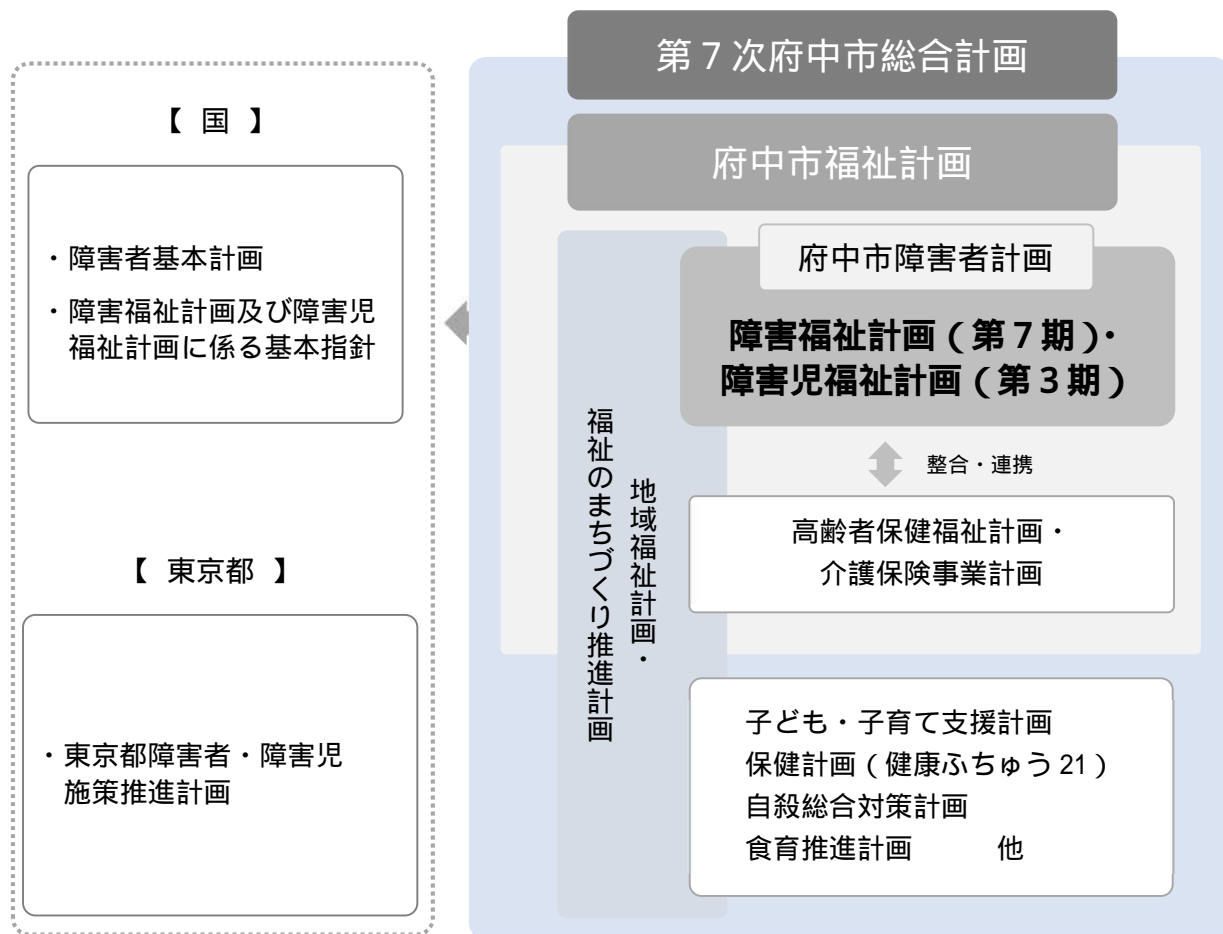 【 国 】
・障害者基本計画
・障害福祉計画及び障害児
福祉計画に係る基本指針
【 東京都 】
・東京都障害者・障害児
施策推進計画
第7次府中市総合計画
府中市福祉計画
地域福祉計画・
福祉のまちづくり推進計画
府中市障害者計画
障害福祉計画(第7期)・
障害児福祉計画(第3期)
整合・連携
高齢者保健福祉計画・
介護保険事業計画
子ども・子育て支援計画
保健計画(健康ふちゅう21)
自殺総合対策計画
食育推進計画 他